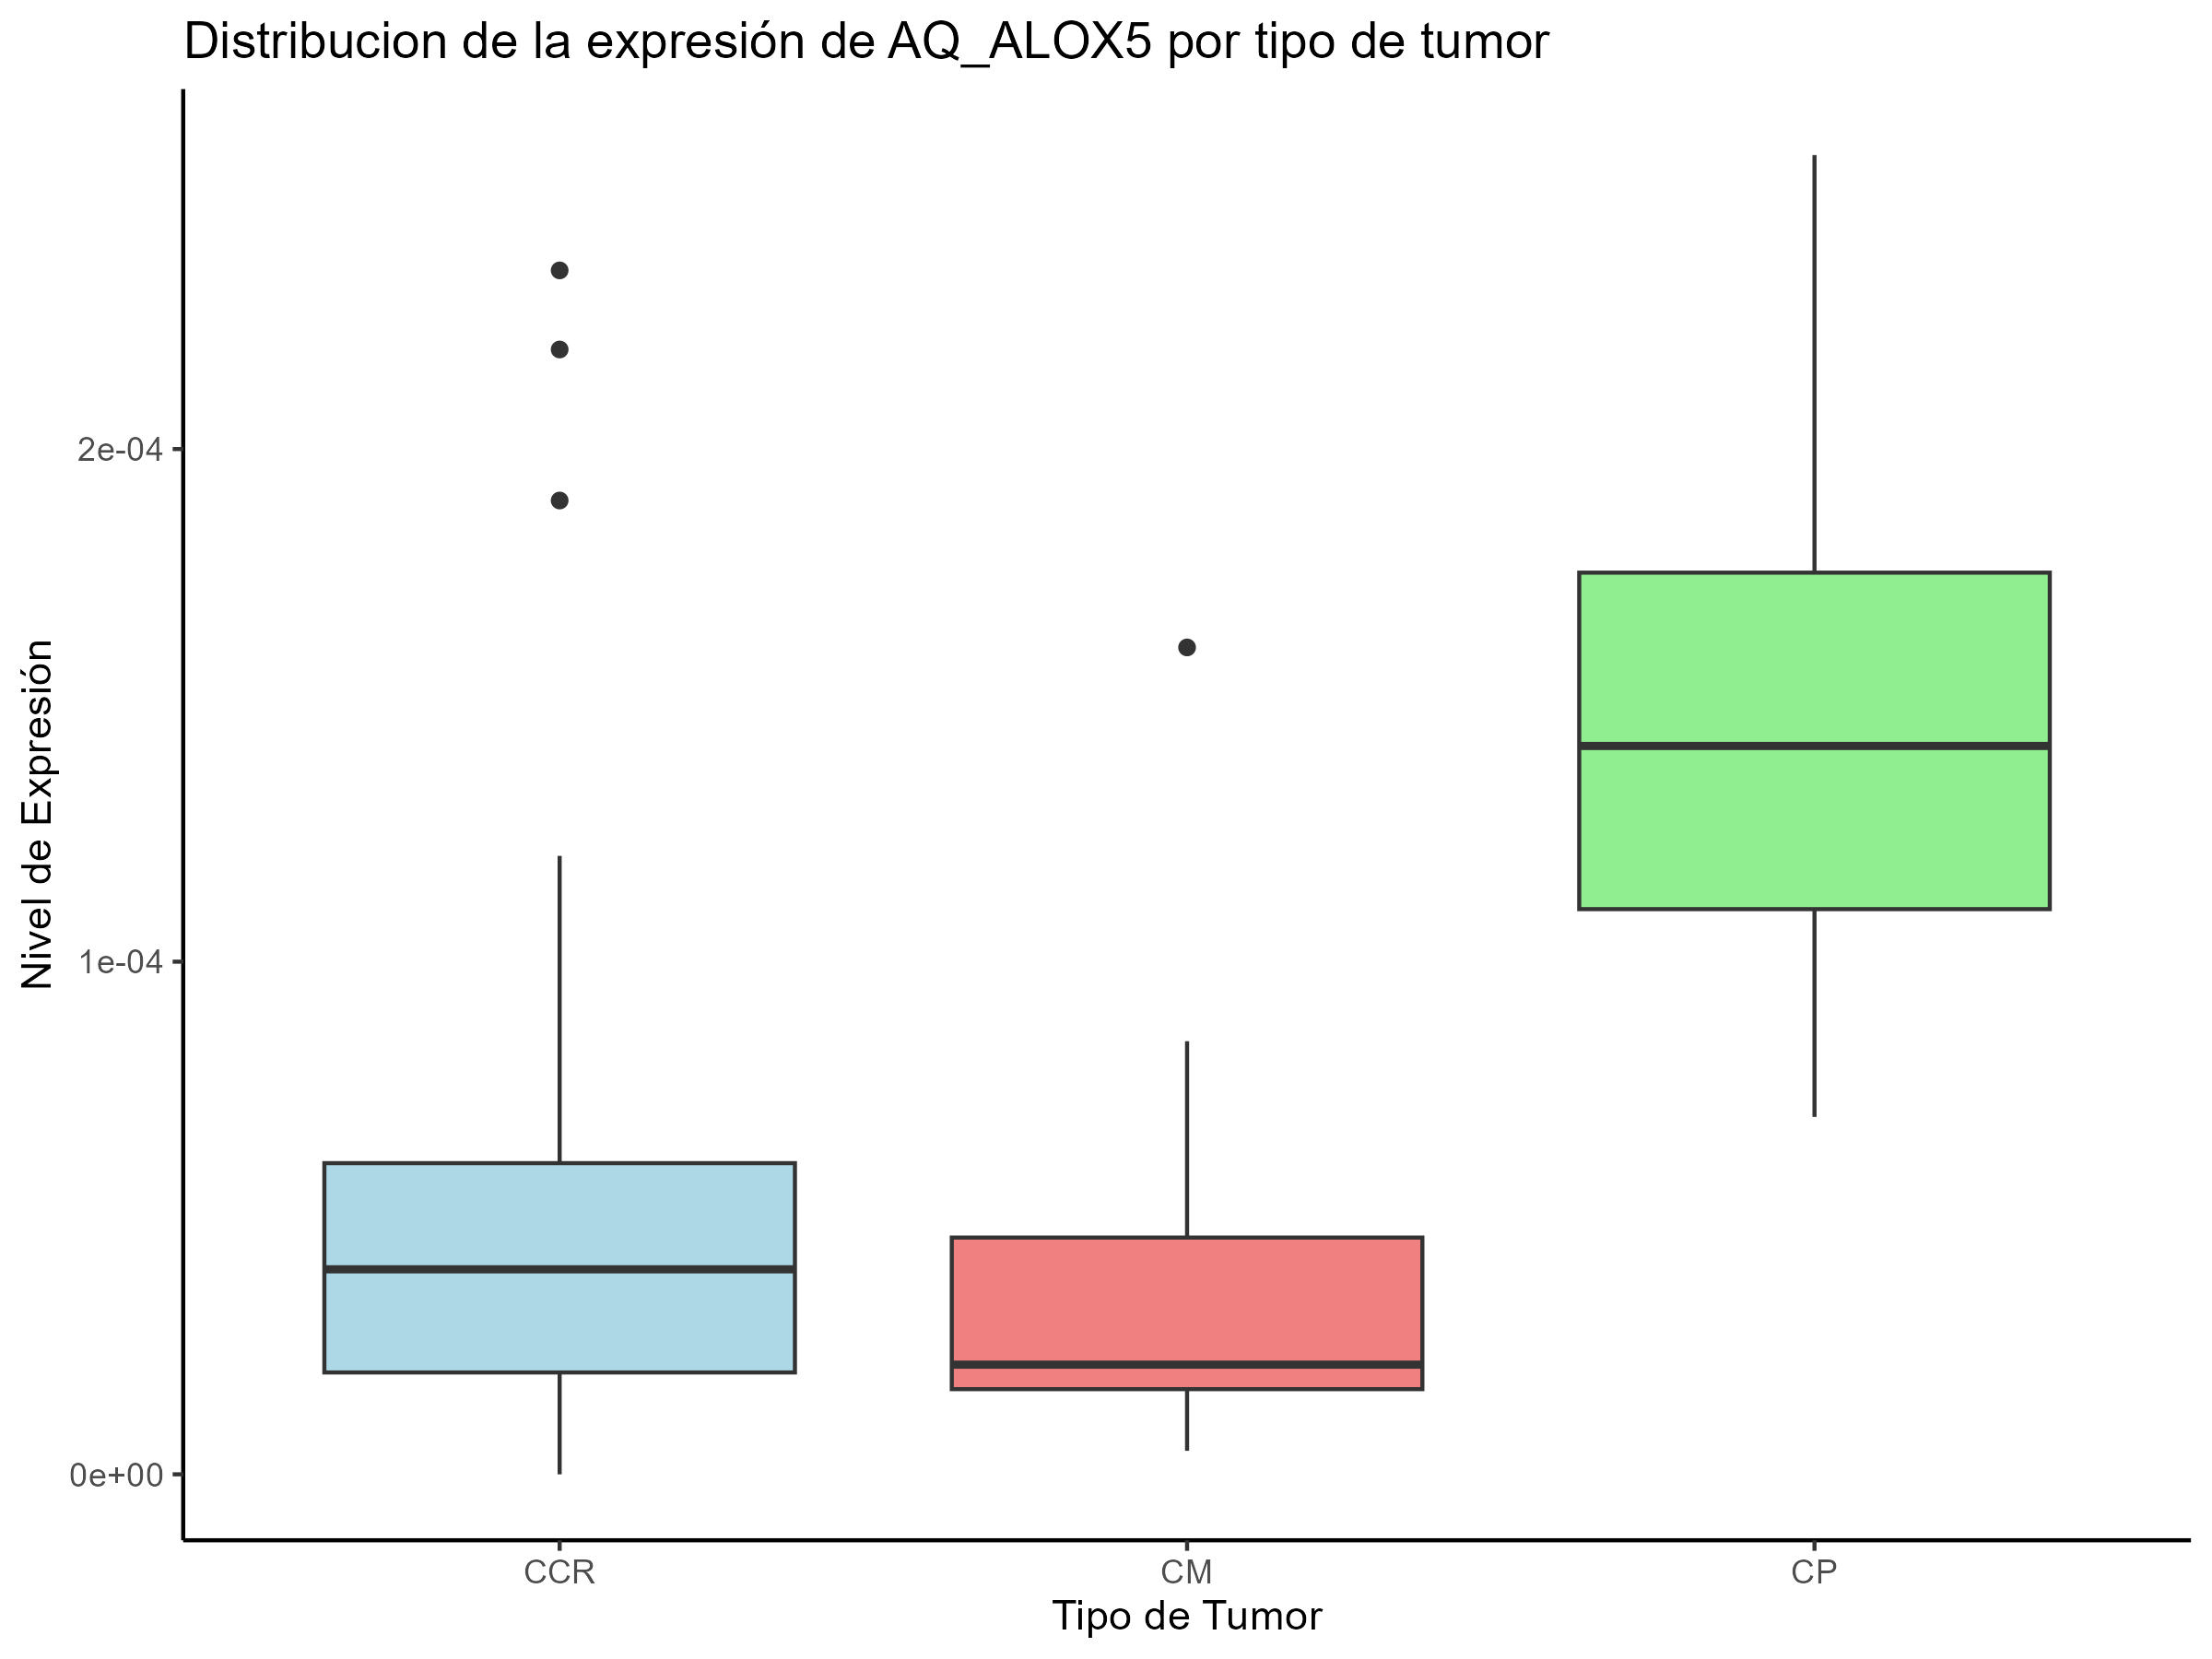 Distribucion de la expresión de AQ_ALOX5 por tipo de tumor
Nivel de Expresión
2e-04
1e-04
0e+00
CCR
CM
CP
Tipo de Tumor